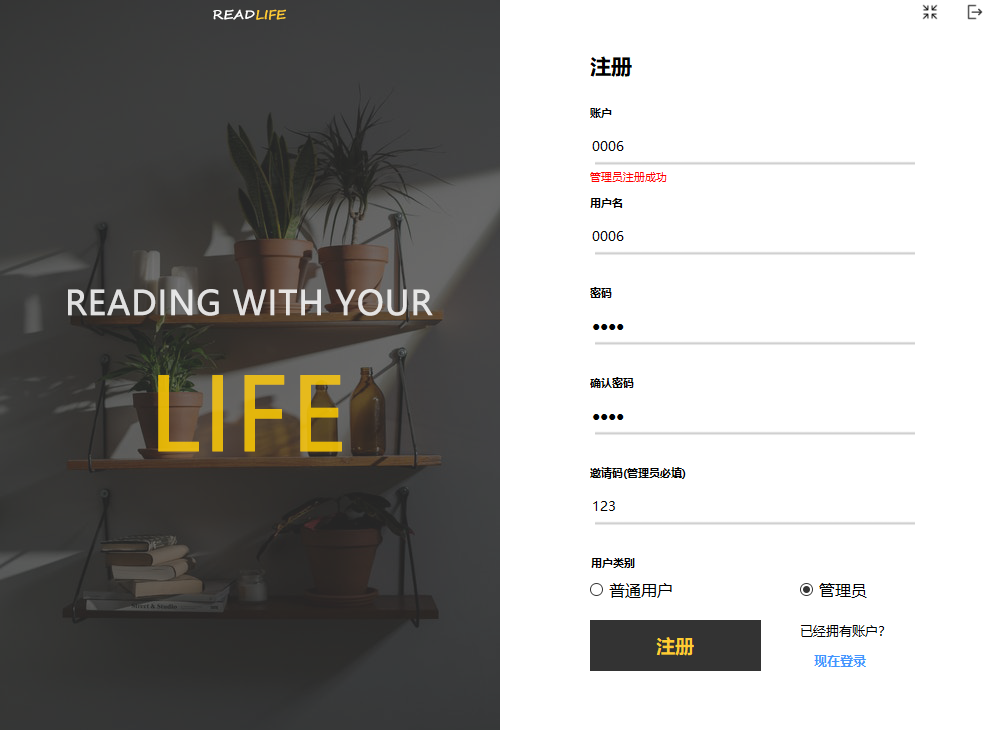 READLIFE
READING WITH YOUR
LIFE
注册
账户
0006
管理员注册成功
用户名
0006
密码
••••
确认密码
••••
邀请码(管理员必填)
123
用户类别
普通用户
管理员
注册
已经拥有账户?
现在登录